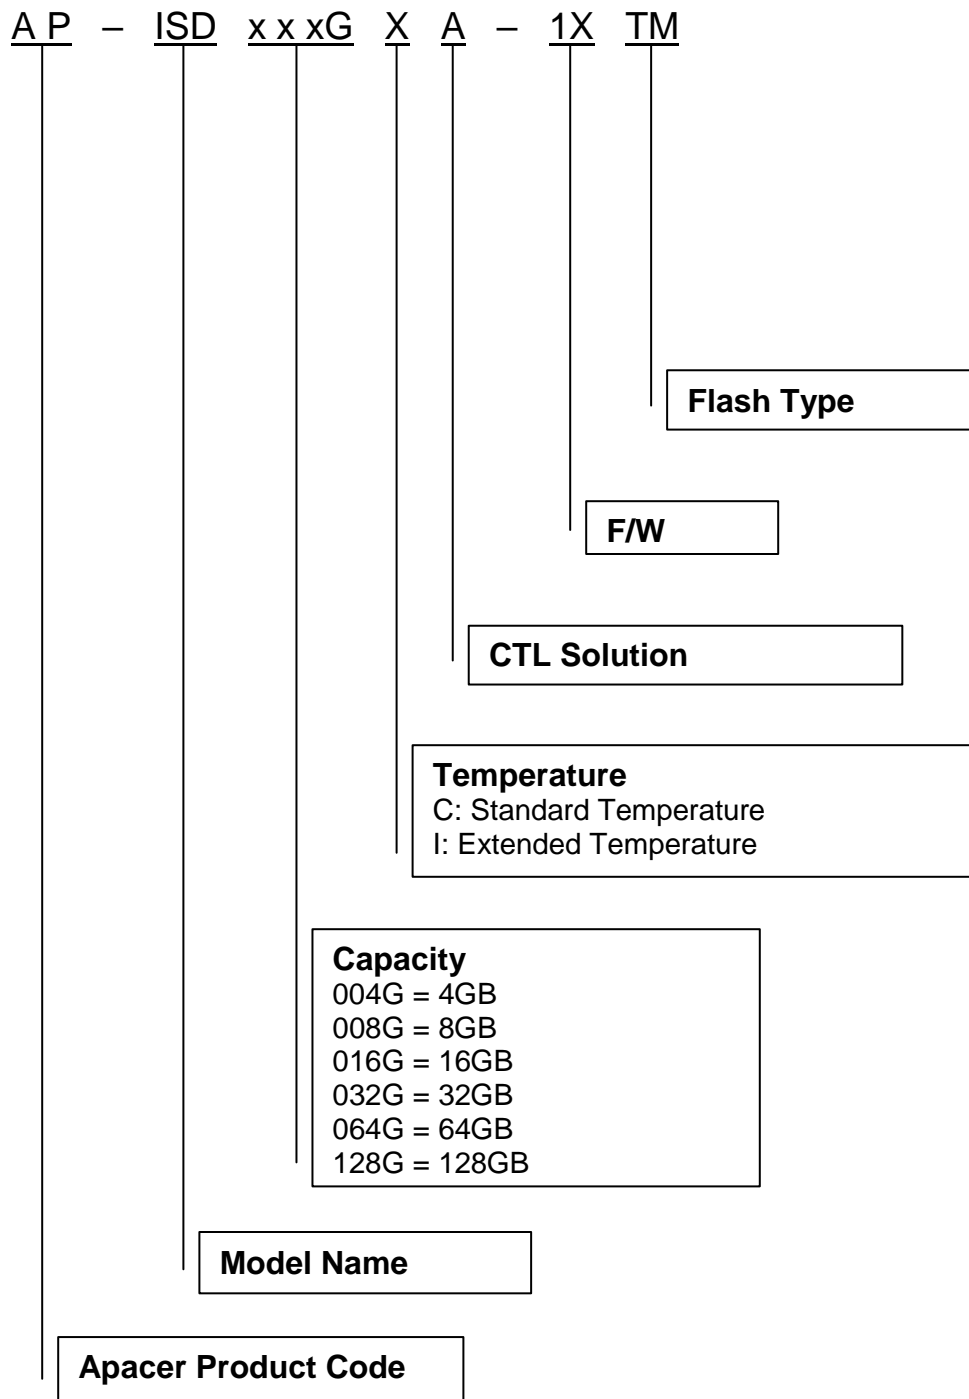 A P – ISD x x xG X A – 1X TM
Flash Type
F/W
CTL Solution
Temperature
C: Standard Temperature
I: Extended Temperature
Capacity
004G = 4GB
008G = 8GB
016G = 16GB
032G = 32GB
064G = 64GB
128G = 128GB
Model Name
Apacer Product Code